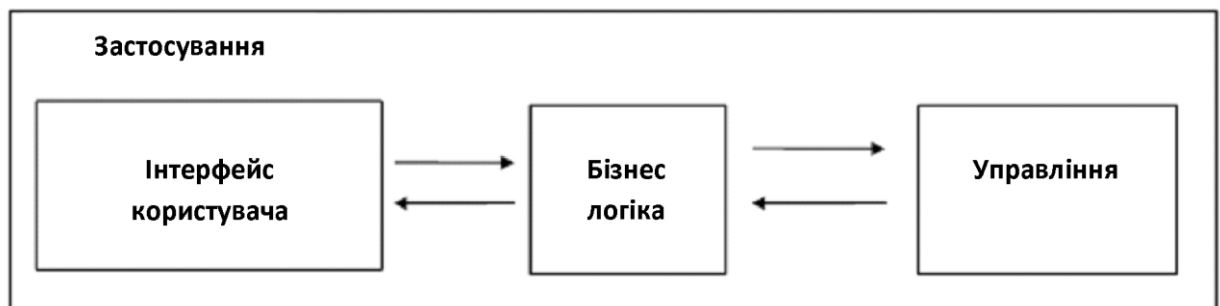 Застосування
Інтерфейс
користувача
Бізнес
логіка
Управління